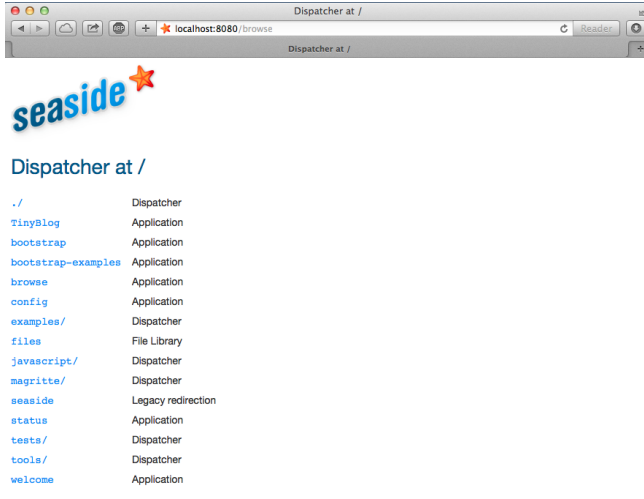 Dispatcher at /
localhost:8080/browse
Reader
Dispatcher at /
seaside
Dispatcher at /
./ Dispatcher
TinyBlog Application
bootstrap Application
bootstrap-examples Application
browse Application
config Application
examples/ Dispatcher
files File Library
javascript/ Dispatcher
magritte/ Dispatcher
seaside Legacy redirection
status Application
tests/ Dispatcher
tools/ Dispatcher
welcome Application